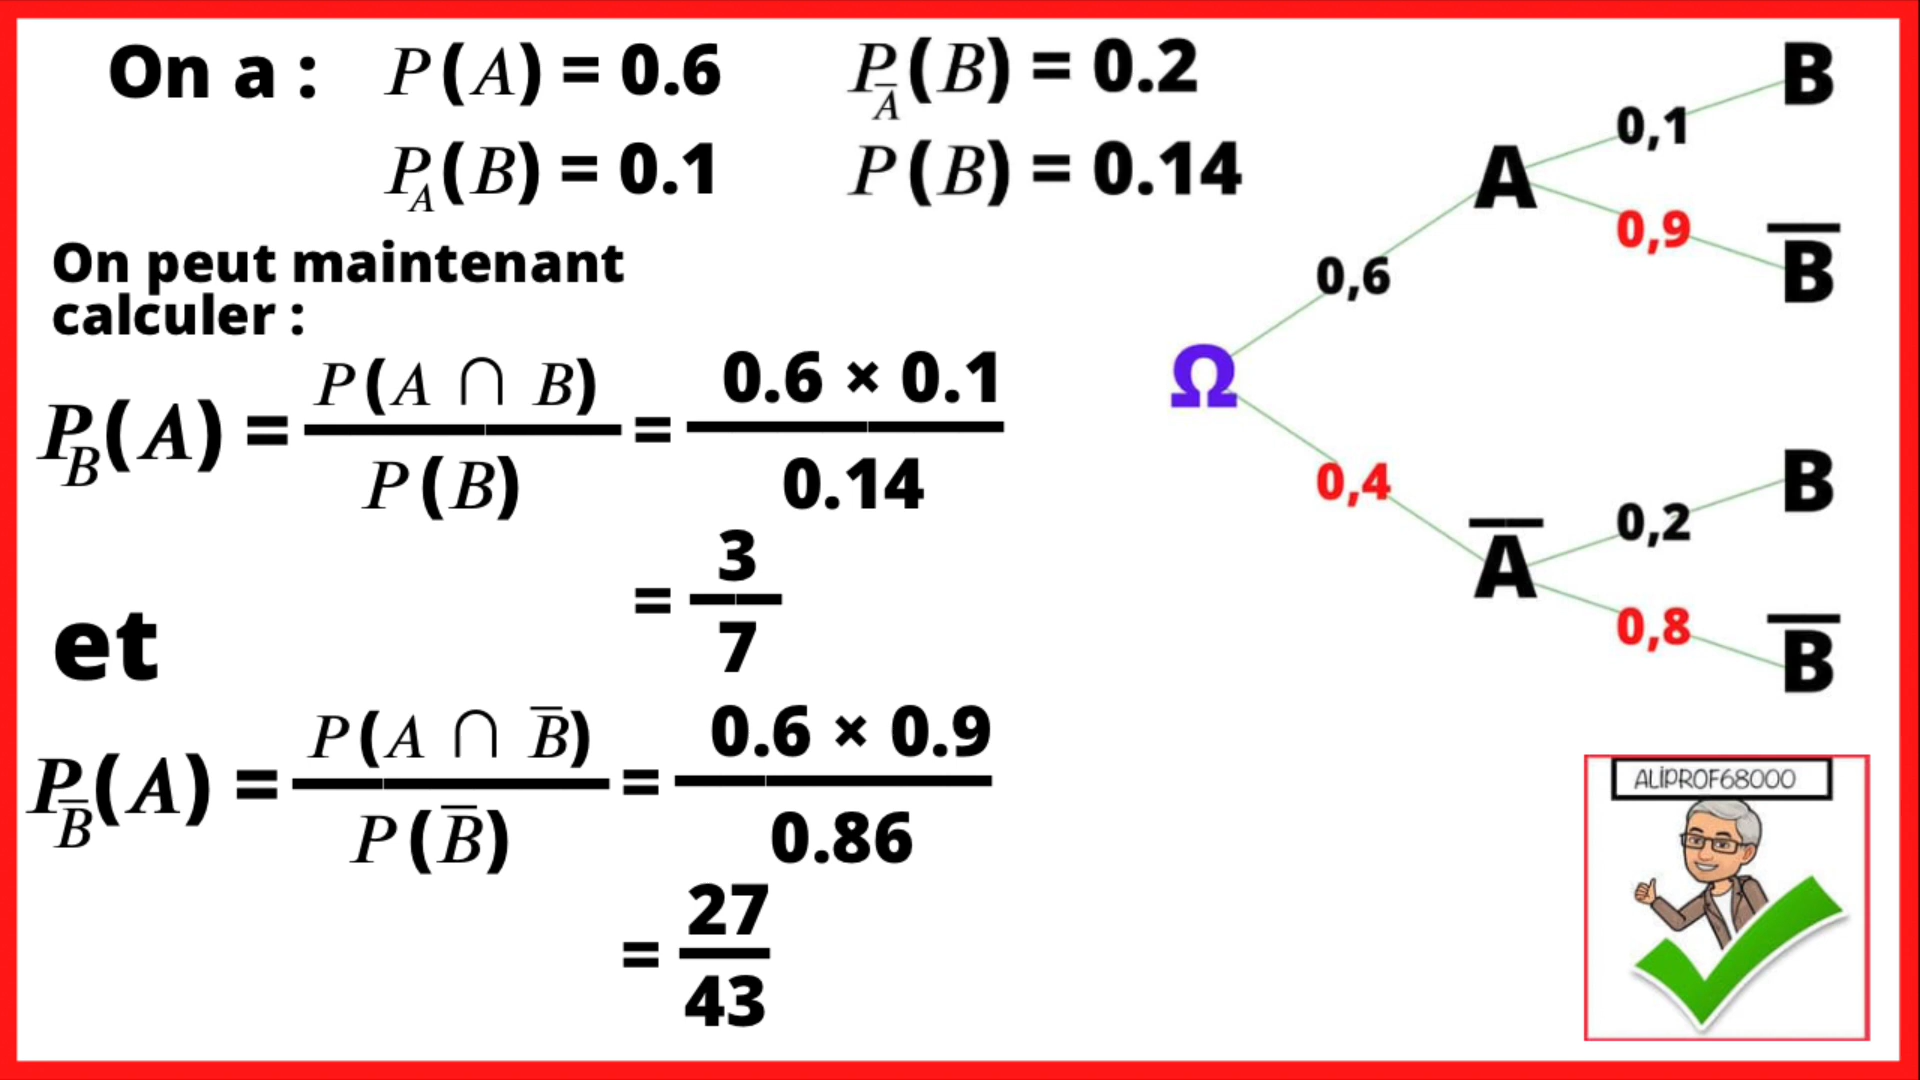 On a : P(A) = 0.6 P_A̅(B) = 0.2
P_A(B) = 0.1 P(B) = 0.14
On peut maintenant
calculer :
P_B(A) = P(A ∩ B) / P(B) = 0.6 × 0.1 / 0.14
= 3/7
et
P_B̅(A) = P(A ∩ B̅) / P(B̅) = 0.6 × 0.9 / 0.86
= 27/43
B
0,1
A
0,9
B̅
0,6
Ω
0,4
B
0,2
A̅
0,8
B̅
ALIPROF68000